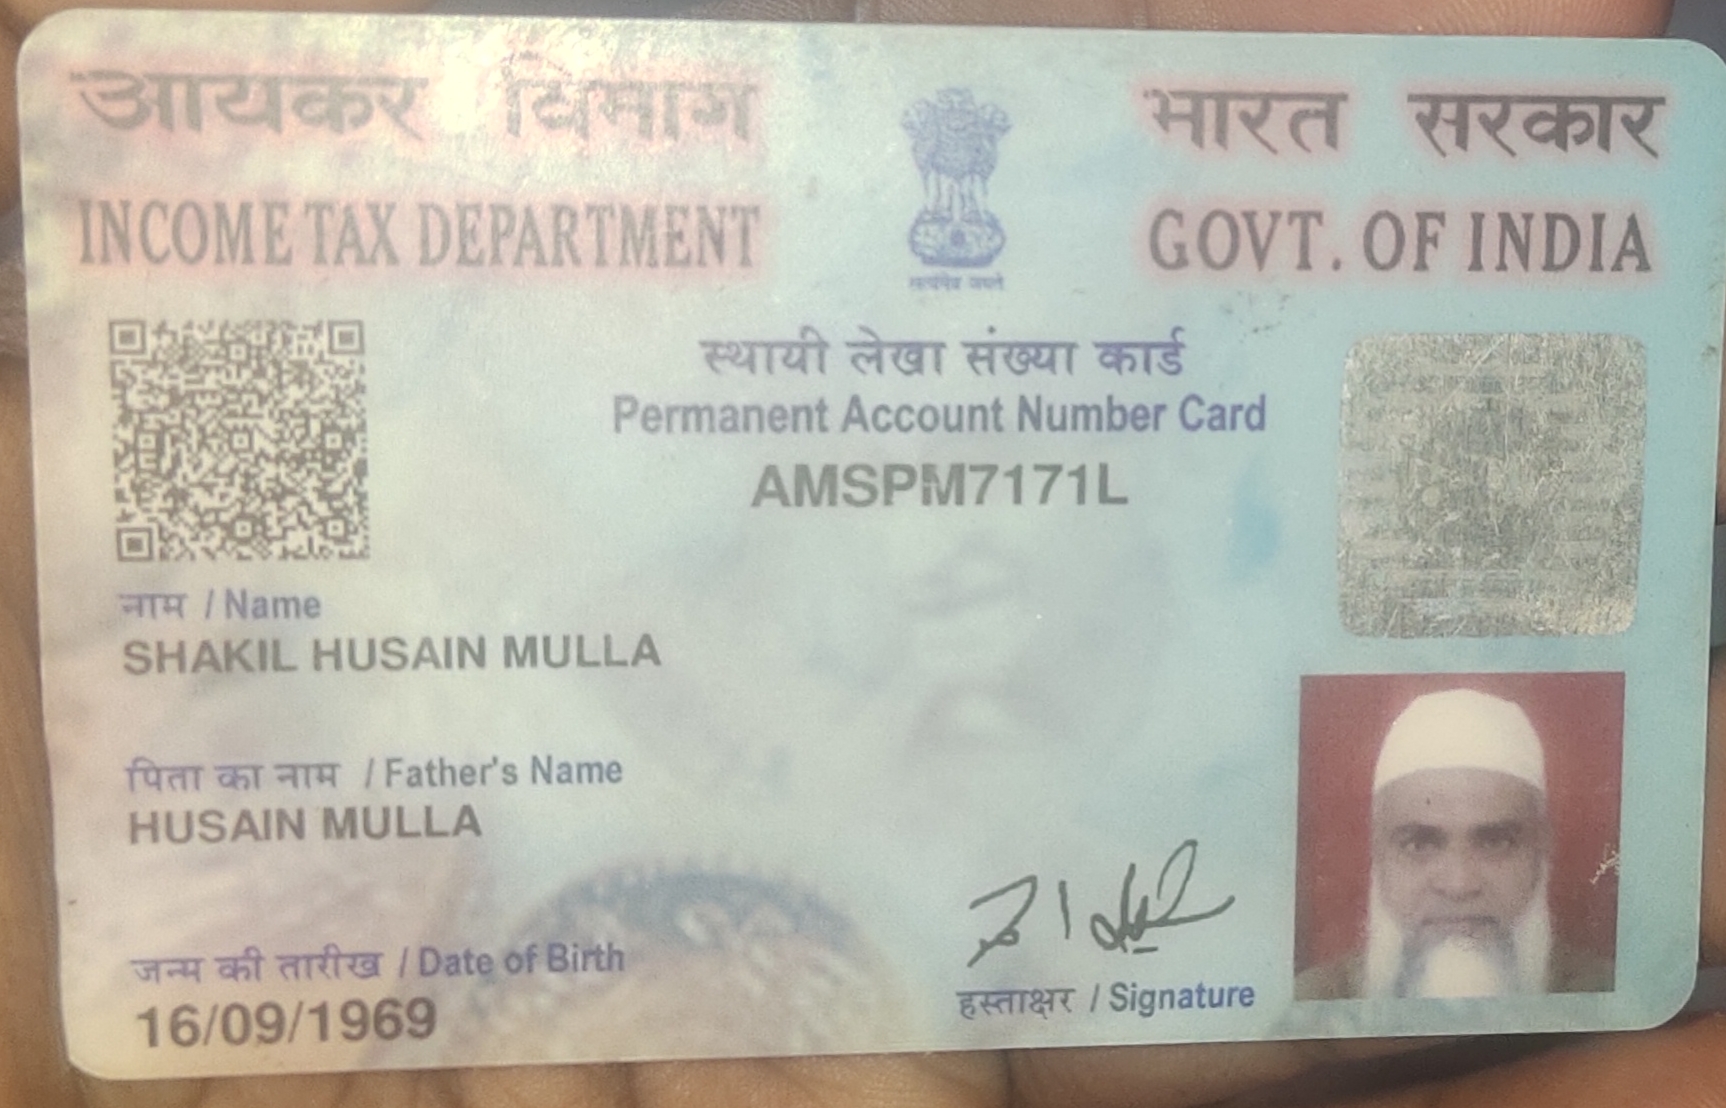 आयकर विभाग
INCOME TAX DEPARTMENT
सत्यमेव जयते
भारत सरकार
GOVT. OF INDIA
स्थायी लेखा संख्या कार्ड
Permanent Account Number Card
AMSPM7171L
नाम / Name
SHAKIL HUSAIN MULLA
पिता का नाम / Father's Name
HUSAIN MULLA
जन्म की तारीख / Date of Birth
16/09/1969
हस्ताक्षर / Signature